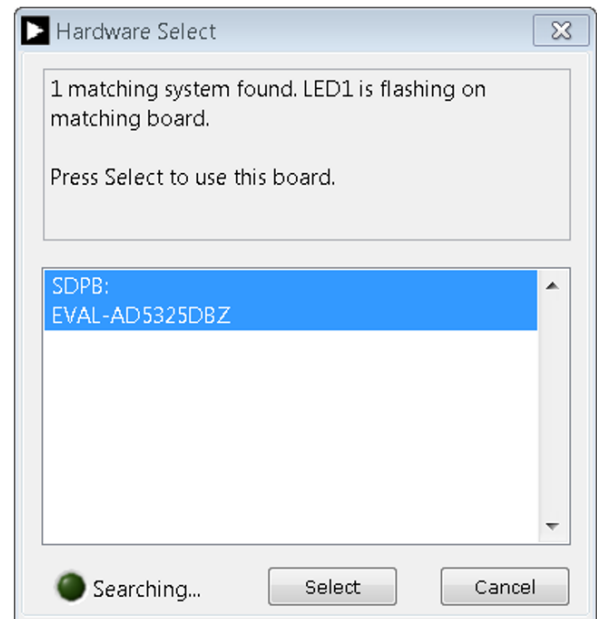 Hardware Select
1 matching system found. LED1 is flashing on
matching board.
Press Select to use this board.
SDPB:
EVAL-AD5325DBZ
Searching...
Select
Cancel